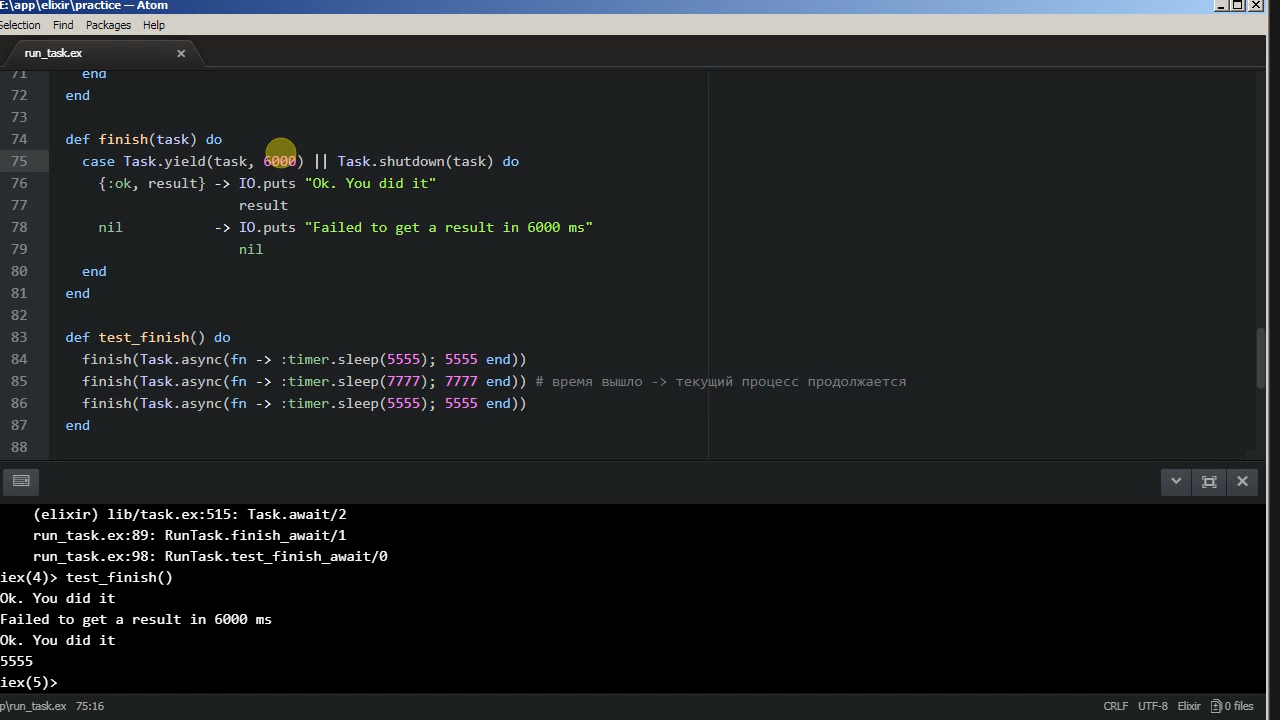 E:\app\elixir\practice — Atom
Selection Find Packages Help
run_task.ex
71 end
72 end
73
74 def finish(task) do
75 case Task.yield(task, 6000) || Task.shutdown(task) do
76 {:ok, result} -> IO.puts "Ok. You did it"
77 result
78 nil -> IO.puts "Failed to get a result in 6000 ms"
79 nil
80 end
81 end
82
83 def test_finish() do
84 finish(Task.async(fn -> :timer.sleep(5555); 5555 end))
85 finish(Task.async(fn -> :timer.sleep(7777); 7777 end)) # время вышло -> текущий процесс продолжается
86 finish(Task.async(fn -> :timer.sleep(5555); 5555 end))
87 end
88
(elixir) lib/task.ex:515: Task.await/2
run_task.ex:89: RunTask.finish_await/1
run_task.ex:98: RunTask.test_finish_await/0
iex(4)> test_finish()
Ok. You did it
Failed to get a result in 6000 ms
Ok. You did it
5555
iex(5)>
p\run_task.ex 75:16 CRLF UTF-8 Elixir 0 files